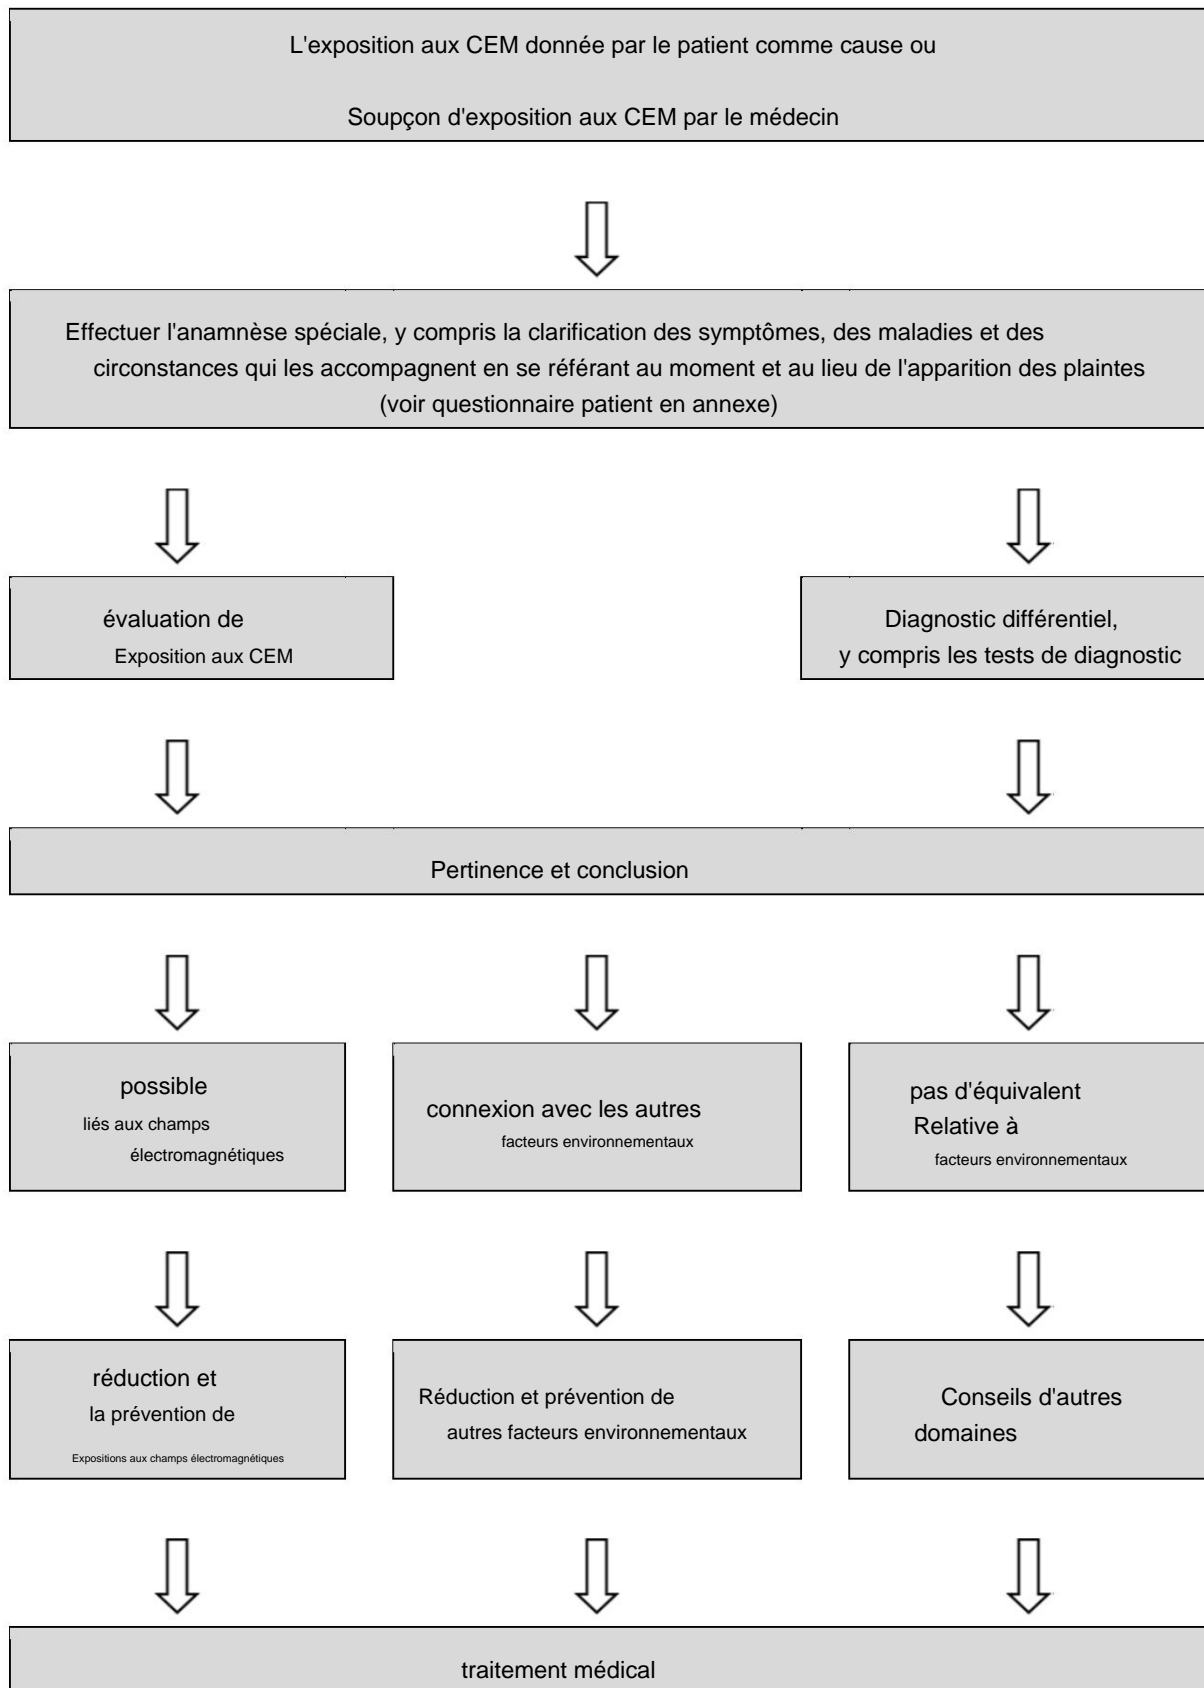 L'exposition aux CEM donnée par le patient comme cause ou
Soupçon d'exposition aux CEM par le médecin
Effectuer l'anamnèse spéciale, y compris la clarification des symptômes, des maladies et des
circonstances qui les accompagnent en se référant au moment et au lieu de l'apparition des plaintes
(voir questionnaire patient en annexe)
évaluation de
Exposition aux CEM
Diagnostic différentiel,
y compris les tests de diagnostic
Pertinence et conclusion
possible
liés aux champs
électromagnétiques
connexion avec les autres
facteurs environnementaux
pas d'équivalent
Relative à
facteurs environnementaux
réduction et
la prévention de
Expositions aux champs électromagnétiques
Réduction et prévention de
autres facteurs environnementaux
Conseils d'autres
domaines
traitement médical